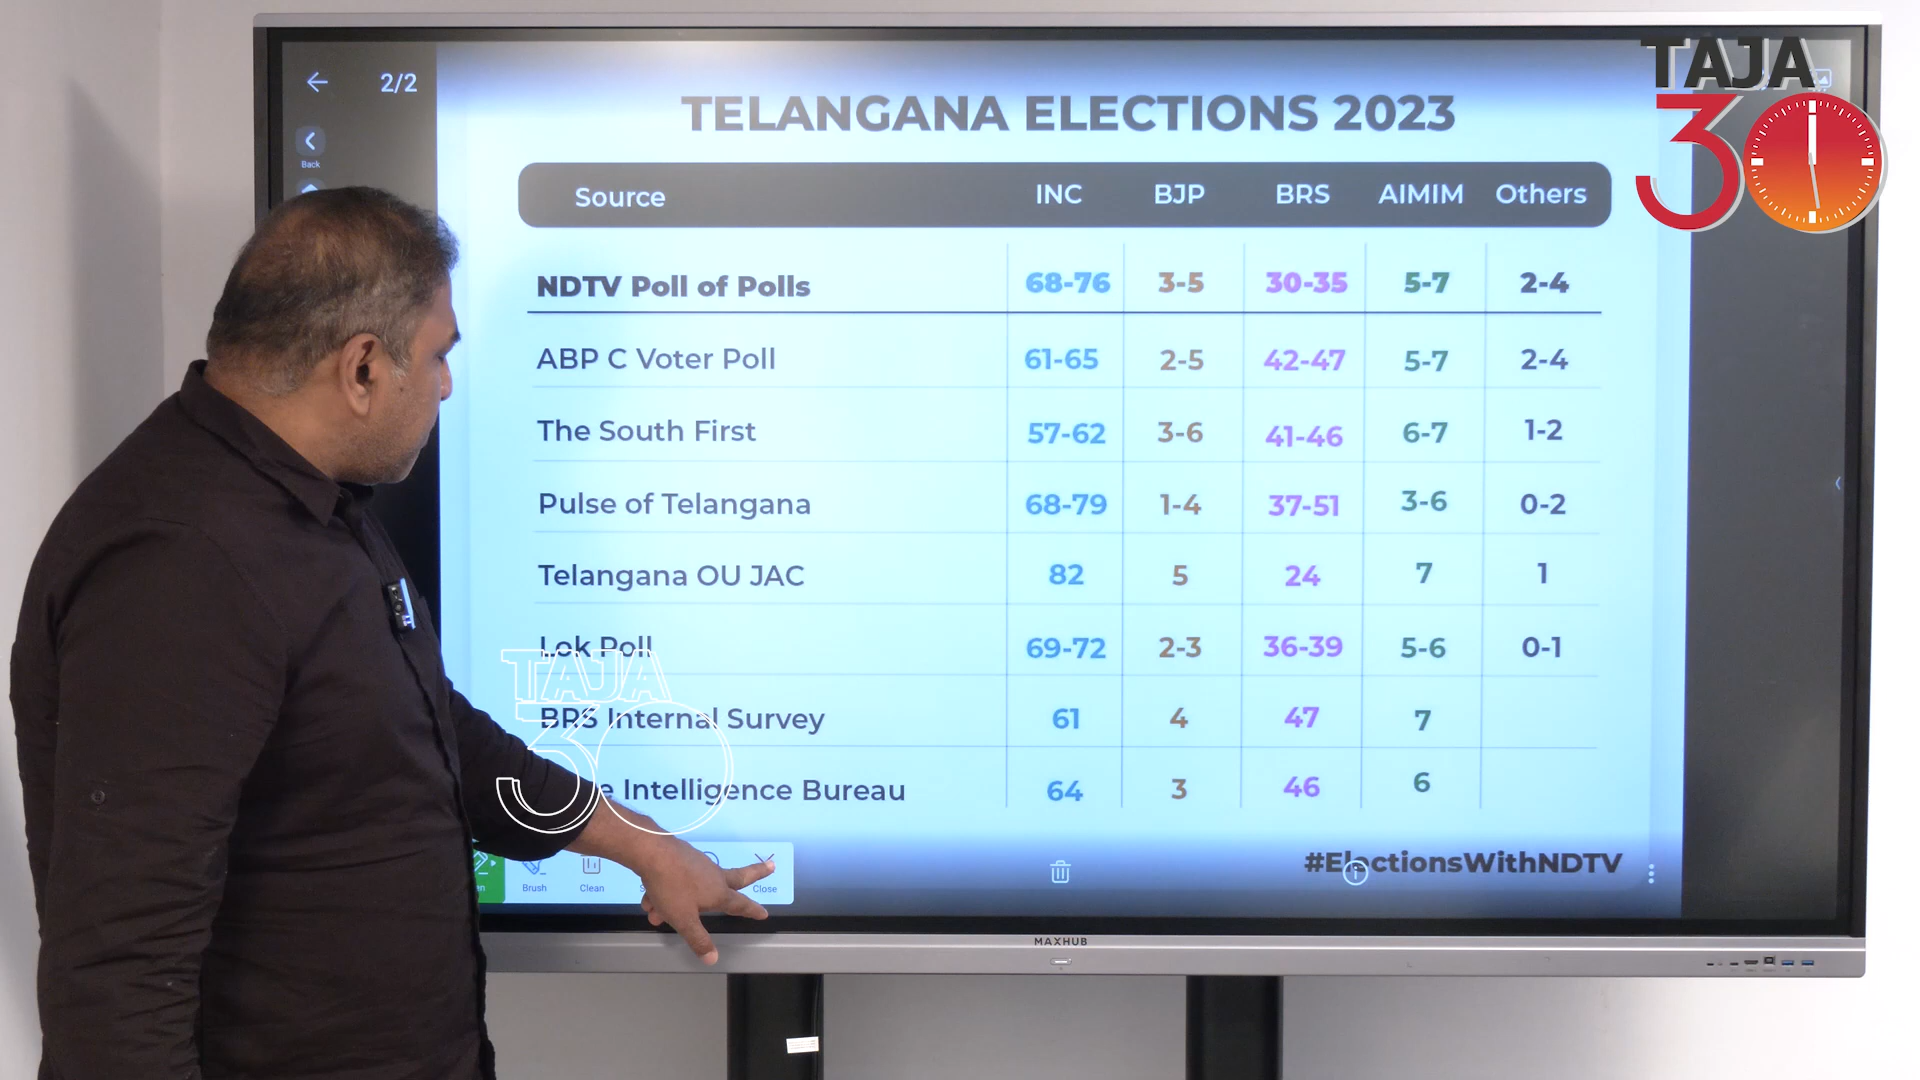 TAJA
30
2/2
Back
TELANGANA ELECTIONS 2023
Source INC BJP BRS AIMIM Others
NDTV Poll of Polls 68-76 3-5 30-35 5-7 2-4
ABP C Voter Poll 61-65 2-5 42-47 5-7 2-4
The South First 57-62 3-6 41-46 6-7 1-2
Pulse of Telangana 68-79 1-4 37-51 3-6 0-2
Telangana OU JAC 82 5 24 7 1
Lok Poll 69-72 2-3 36-39 5-6 0-1
TAJA
30
BRS Internal Survey 61 4 47 7
Intelligence Bureau 64 3 46 6
#ElectionsWithNDTV
Brush Clean Close
MAXHUB